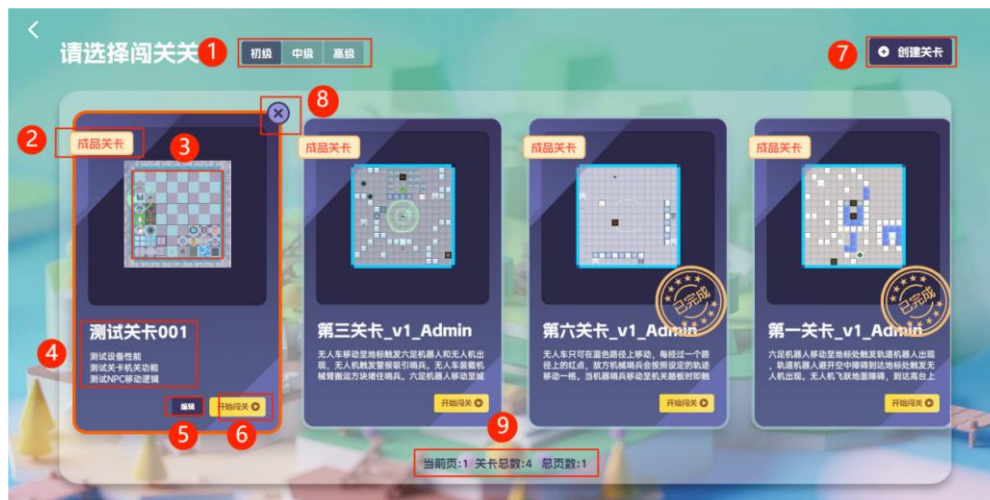 请选择闯关关
1
初级 中级 高级
7
创建关卡
8
2
成品关卡
3
成品关卡
成品关卡
成品关卡
已完成
已完成
4
测试关卡001
测试设备性能
测试关卡机关功能
测试NPC移动逻辑
第三关卡_v1_Admin
无人车移动至地标触发六足机器人和无人机出
现,无人机触发警报吸引哨兵。无人车装载机
械臂搬运方块堵住哨兵。六足机器人移动至城
第六关卡_v1_Admin
无人车只可在蓝色路径上移动,每经过一个路
径上的红点,敌方机械哨兵会按照设定的轨迹
移动一格。当机器哨兵移动至机关踏板时即触
第一关卡_v1_Admin
六足机器人移动至地标处触发轨道机器人出现
,轨道机器人避开空中障碍到达地标处触发无
人机出现。无人机飞跃地面障碍,到达高台上
编辑
开始闯关
开始闯关
开始闯关
开始闯关
5
6
9
当前页:1 关卡总数:4 总页数:1